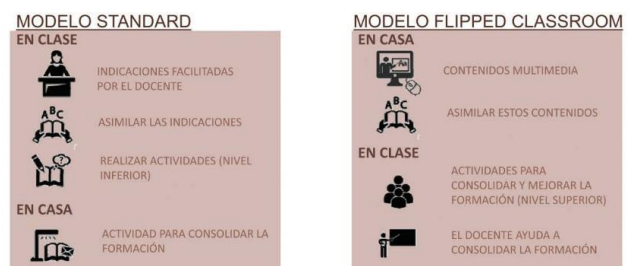 MODELO STANDARD
EN CLASE
INDICACIONES FACILITADAS
POR EL DOCENTE
ABC
ASIMILAR LAS INDICACIONES
REALIZAR ACTIVIDADES (NIVEL
INFERIOR)
EN CASA
ACTIVIDAD PARA CONSOLIDAR LA
FORMACIÓN
MODELO FLIPPED CLASSROOM
EN CASA
CONTENIDOS MULTIMEDIA
ABC
ASIMILAR ESTOS CONTENIDOS
EN CLASE
ACTIVIDADES PARA
CONSOLIDAR Y MEJORAR LA
FORMACIÓN (NIVEL SUPERIOR)
EL DOCENTE AYUDA A
CONSOLIDAR LA FORMACIÓN